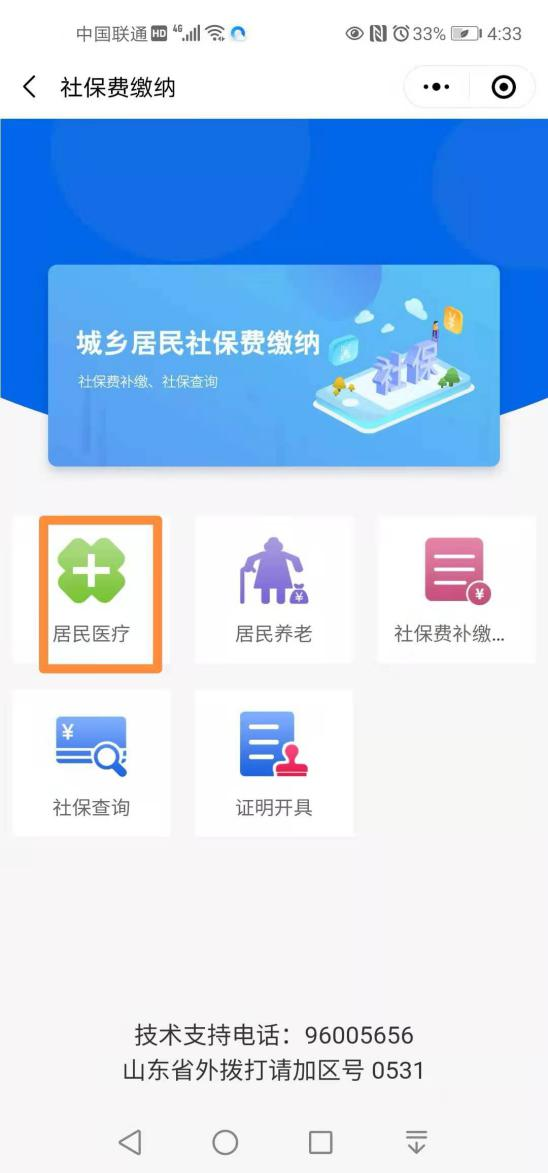 中国联通 HD 4G 33% 4:33
社保费缴纳
城乡居民社保费缴纳
社保费补缴、社保查询
社保
¥
居民医疗
居民养老
社保费补缴...
¥
¥
¥
社保查询
证明开具
技术支持电话：96005656
山东省外拨打请加区号 0531